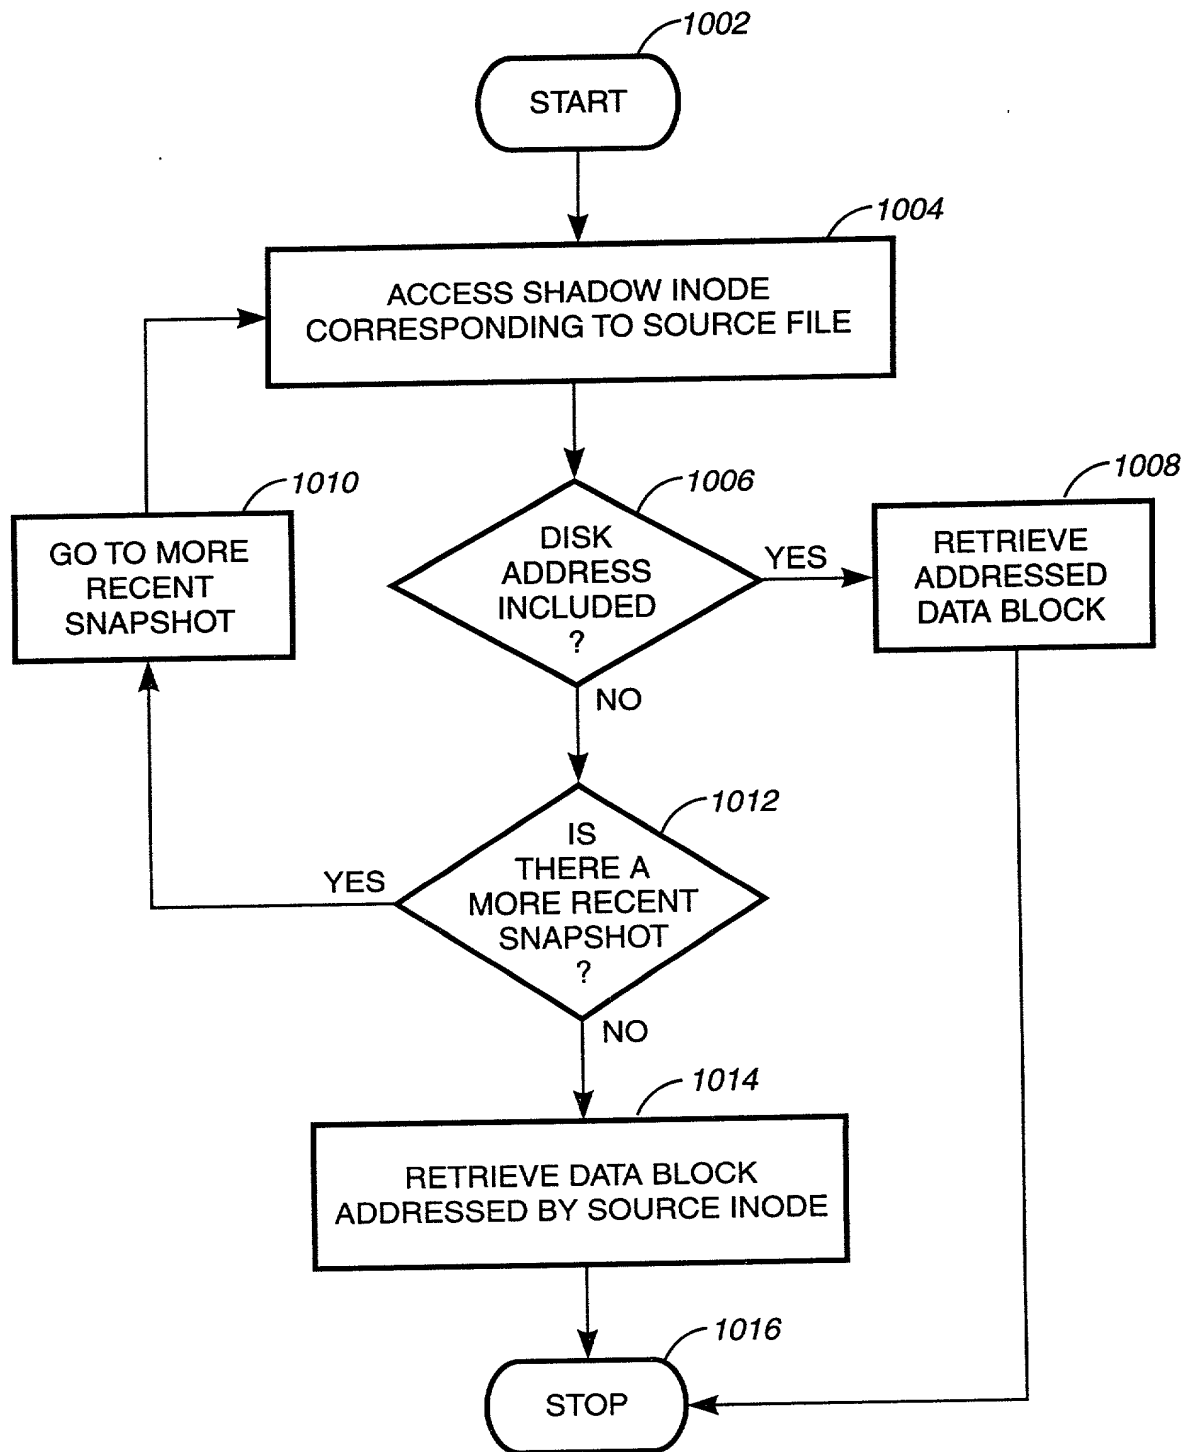 1002
START
1004
ACCESS SHADOW INODE
CORRESPONDING TO SOURCE FILE
1010
GO TO MORE
RECENT
SNAPSHOT
1006
DISK
ADDRESS
INCLUDED
?
YES
1008
RETRIEVE
ADDRESSED
DATA BLOCK
NO
1012
IS
THERE A
MORE RECENT
SNAPSHOT
?
YES
NO
1014
RETRIEVE DATA BLOCK
ADDRESSED BY SOURCE INODE
1016
STOP